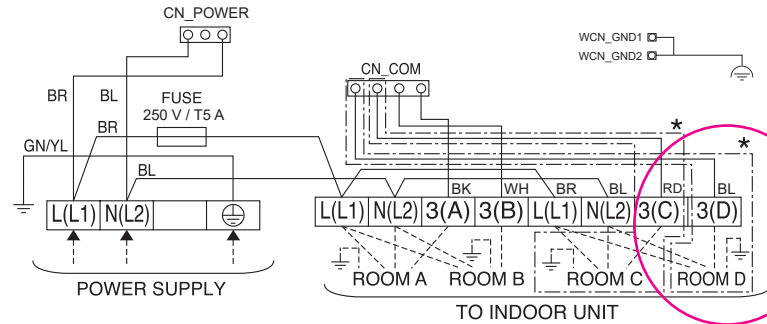 CN_POWER
WCN_GND1
WCN_GND2
CN_COM
BR BL
FUSE
250 V / T5 A
BR
GN/YL
BL
* *
BK WH BR BL RD BL
L(L1) N(L2)
L(L1) N(L2) 3(A) 3(B) L(L1) N(L2) 3(C) 3(D)
ROOM A ROOM B ROOM C ROOM D
POWER SUPPLY
TO INDOOR UNIT